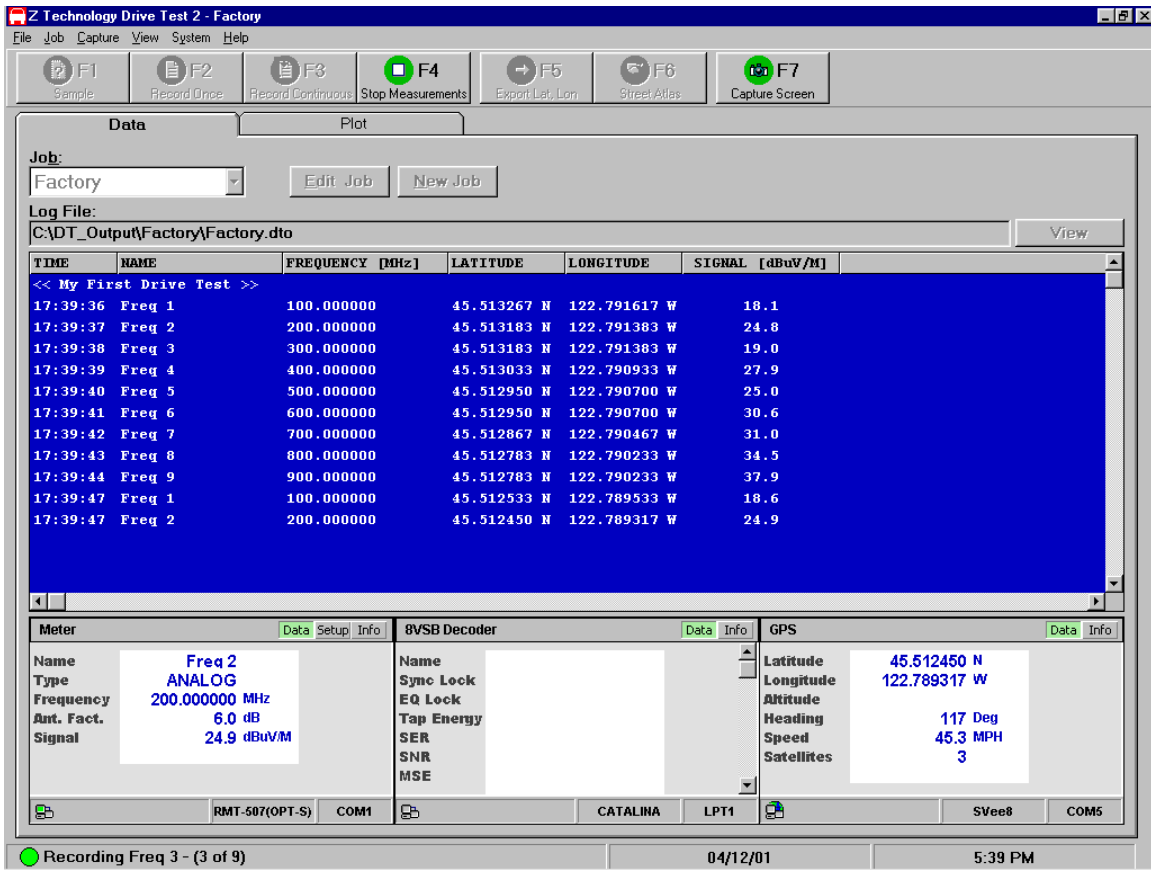 Z Technology Drive Test 2 - Factory
File Job Capture View System Help
F1 F2 F3 F4 F5 F6 F7
Sample Record Once Record Continuous Stop Measurements Export Lat, Lon Street Atlas Capture Screen
Data Plot
Job:
Factory Edit Job New Job
Log File:
C:\DT_Output\Factory\Factory.dto View
TIME NAME FREQUENCY [MHz] LATITUDE LONGITUDE SIGNAL [dBuV/M]
<< My First Drive Test >>
17:39:36 Freq 1 100.000000 45.513267 N 122.791617 W 18.1
17:39:37 Freq 2 200.000000 45.513183 N 122.791383 W 24.8
17:39:38 Freq 3 300.000000 45.513183 N 122.791383 W 19.0
17:39:39 Freq 4 400.000000 45.513033 N 122.790933 W 27.9
17:39:40 Freq 5 500.000000 45.512950 N 122.790700 W 25.0
17:39:41 Freq 6 600.000000 45.512950 N 122.790700 W 30.6
17:39:42 Freq 7 700.000000 45.512867 N 122.790467 W 31.0
17:39:43 Freq 8 800.000000 45.512783 N 122.790233 W 34.5
17:39:44 Freq 9 900.000000 45.512783 N 122.790233 W 37.9
17:39:47 Freq 1 100.000000 45.512533 N 122.789533 W 18.6
17:39:47 Freq 2 200.000000 45.512450 N 122.789317 W 24.9
Meter Data Setup Info
Name Freq 2
Type ANALOG
Frequency 200.000000 MHz
Ant. Fact. 6.0 dB
Signal 24.9 dBuV/M
RMT-507(OPT-S) COM1
8VSB Decoder Data Info
Name
Sync Lock
EQ Lock
Tap Energy
SER
SNR
MSE
CATALINA LPT1
GPS Data Info
Latitude 45.512450 N
Longitude 122.789317 W
Altitude
Heading 117 Deg
Speed 45.3 MPH
Satellites 3
SVee8 COM5
Recording Freq 3 - (3 of 9) 04/12/01 5:39 PM